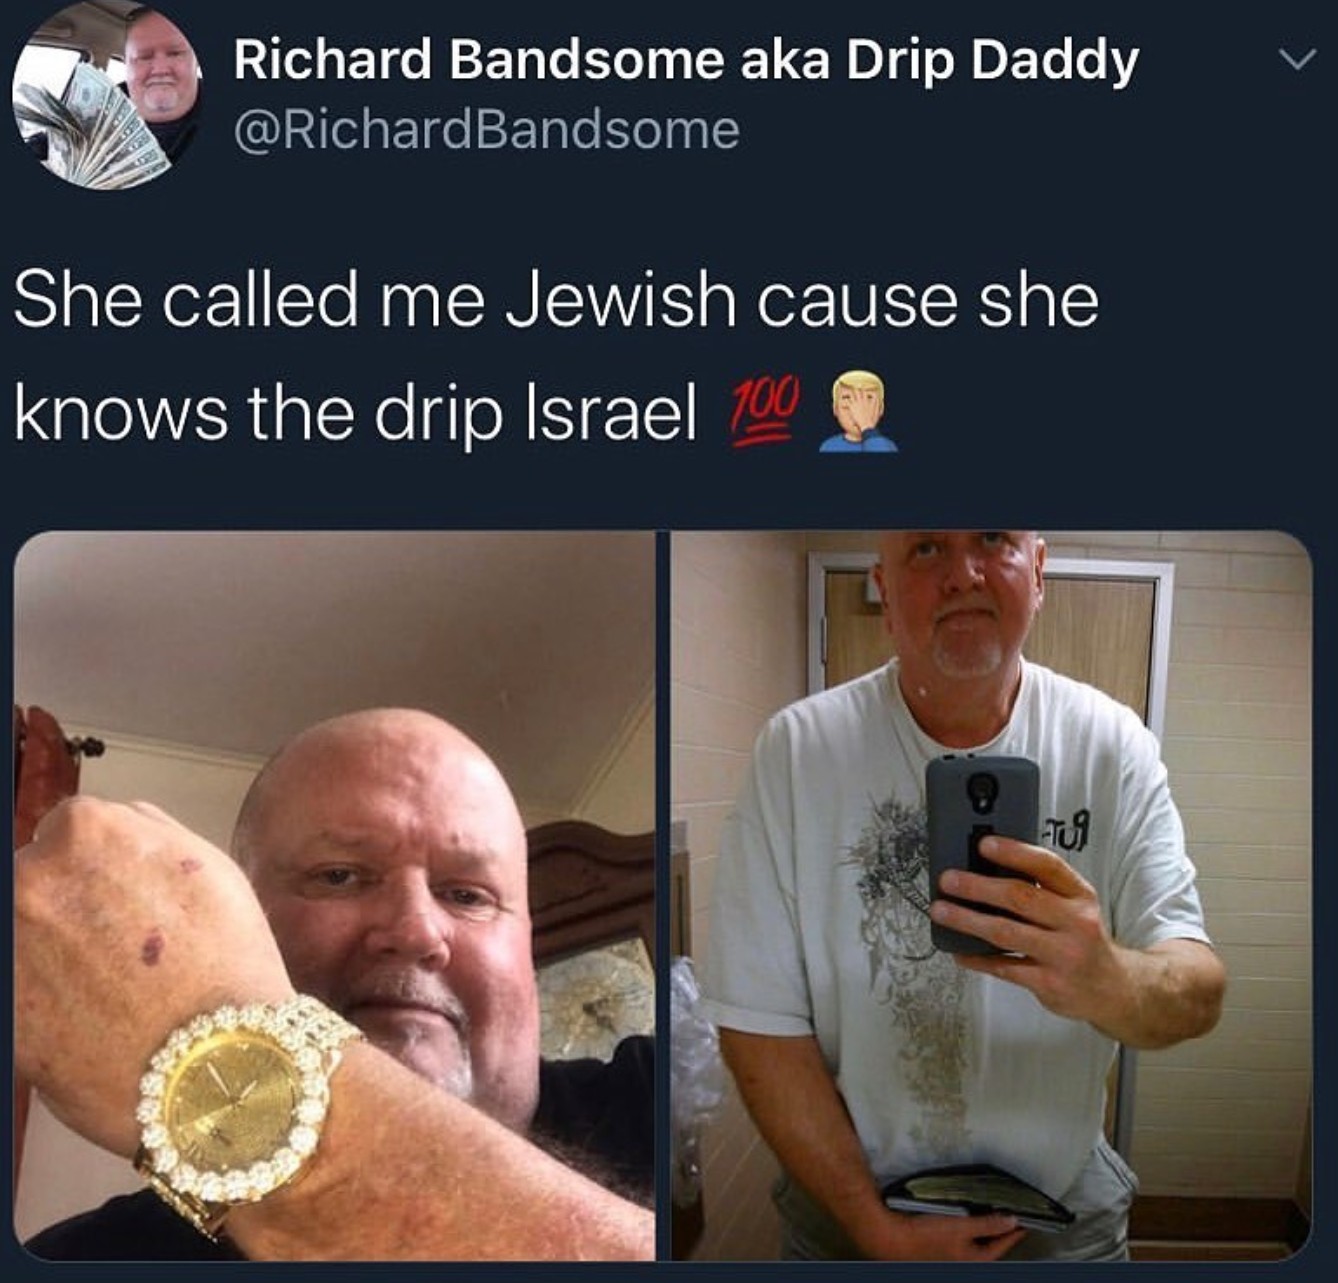 Richard Bandsome aka Drip Daddy
@RichardBandsome
She called me Jewish cause she
knows the drip Israel 💯 🤦🏼‍♂️